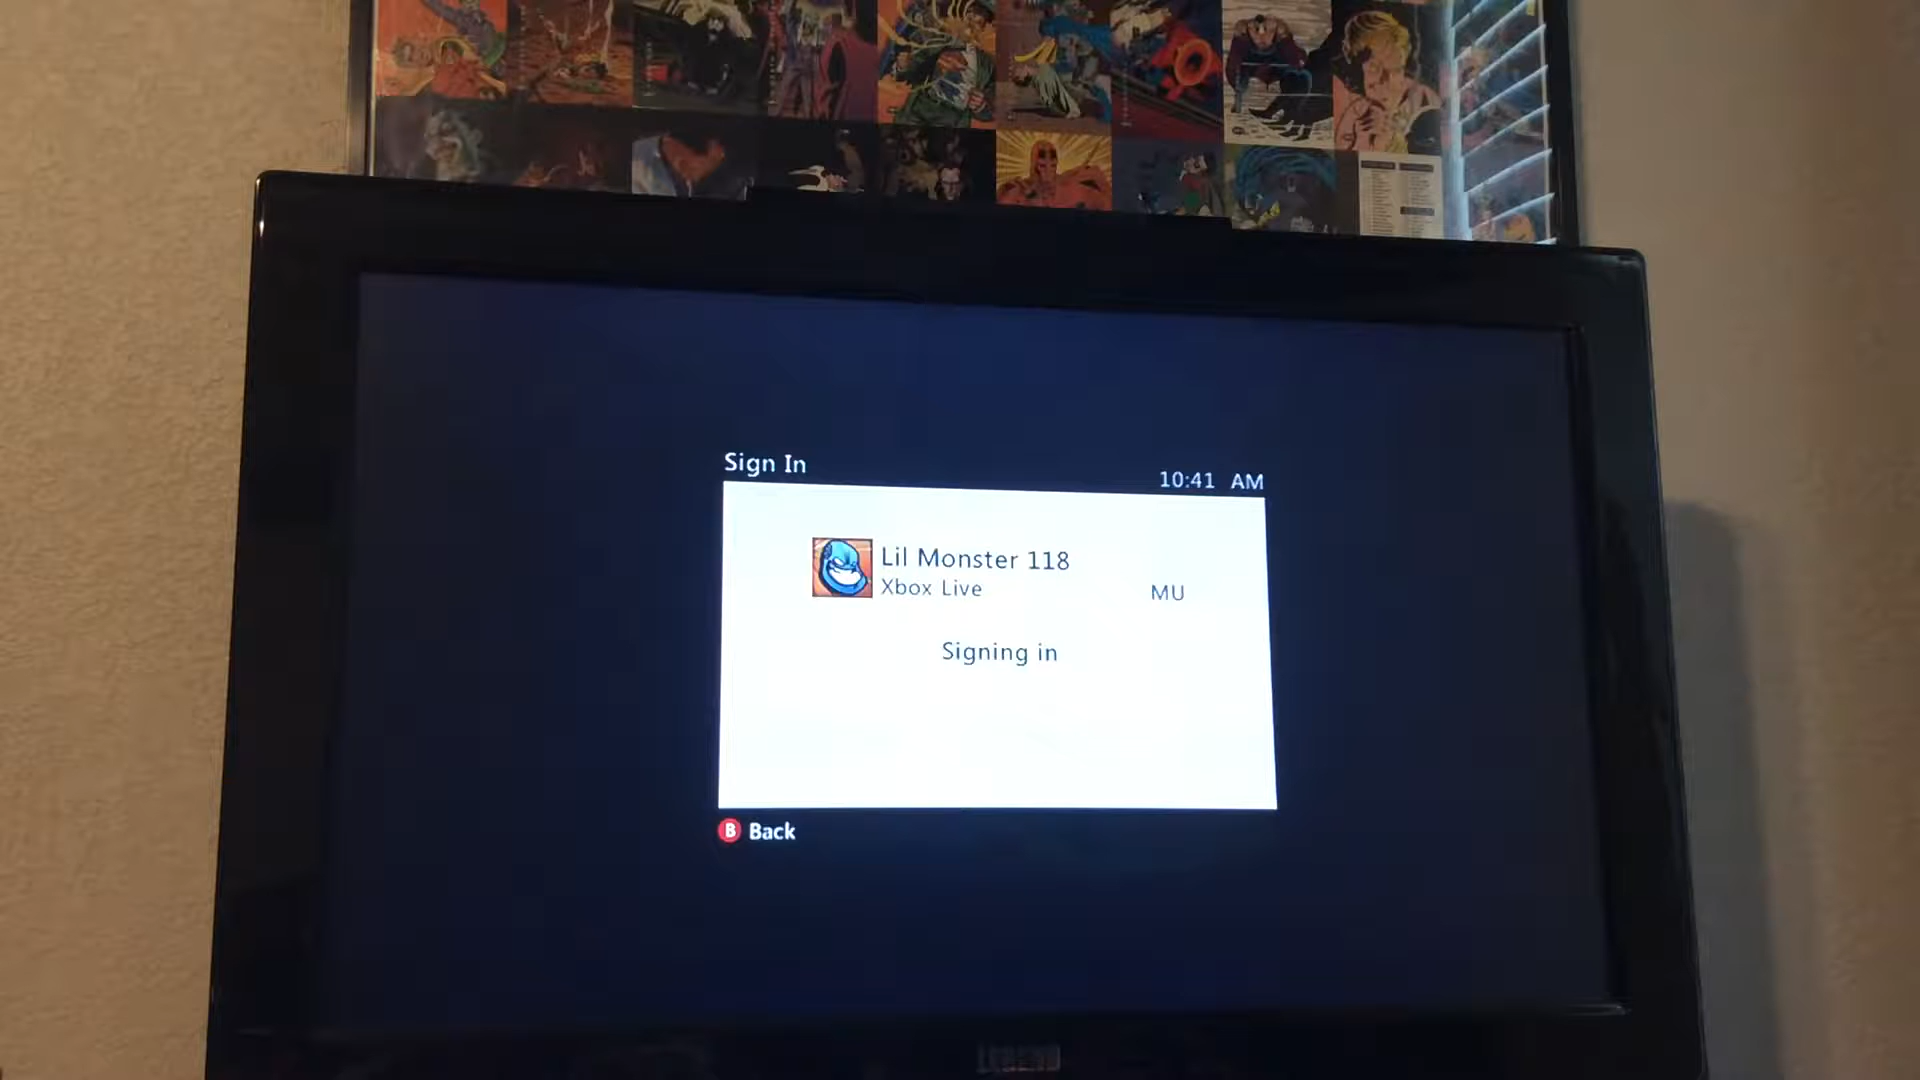 Sign In
10:41 AM
Lil Monster 118
Xbox Live
MU
Signing in
B Back